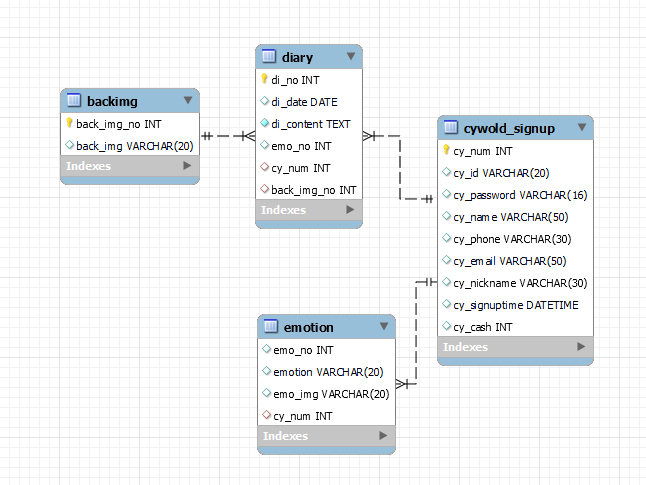 backimg
back_img_no INT
back_img VARCHAR(20)
Indexes
diary
di_no INT
di_date DATE
di_content TEXT
emo_no INT
cy_num INT
back_img_no INT
Indexes
cywold_signup
cy_num INT
cy_id VARCHAR(20)
cy_password VARCHAR(16)
cy_name VARCHAR(50)
cy_phone VARCHAR(30)
cy_email VARCHAR(50)
cy_nickname VARCHAR(30)
cy_signuptime DATETIME
cy_cash INT
Indexes
emotion
emo_no INT
emotion VARCHAR(20)
emo_img VARCHAR(20)
cy_num INT
Indexes